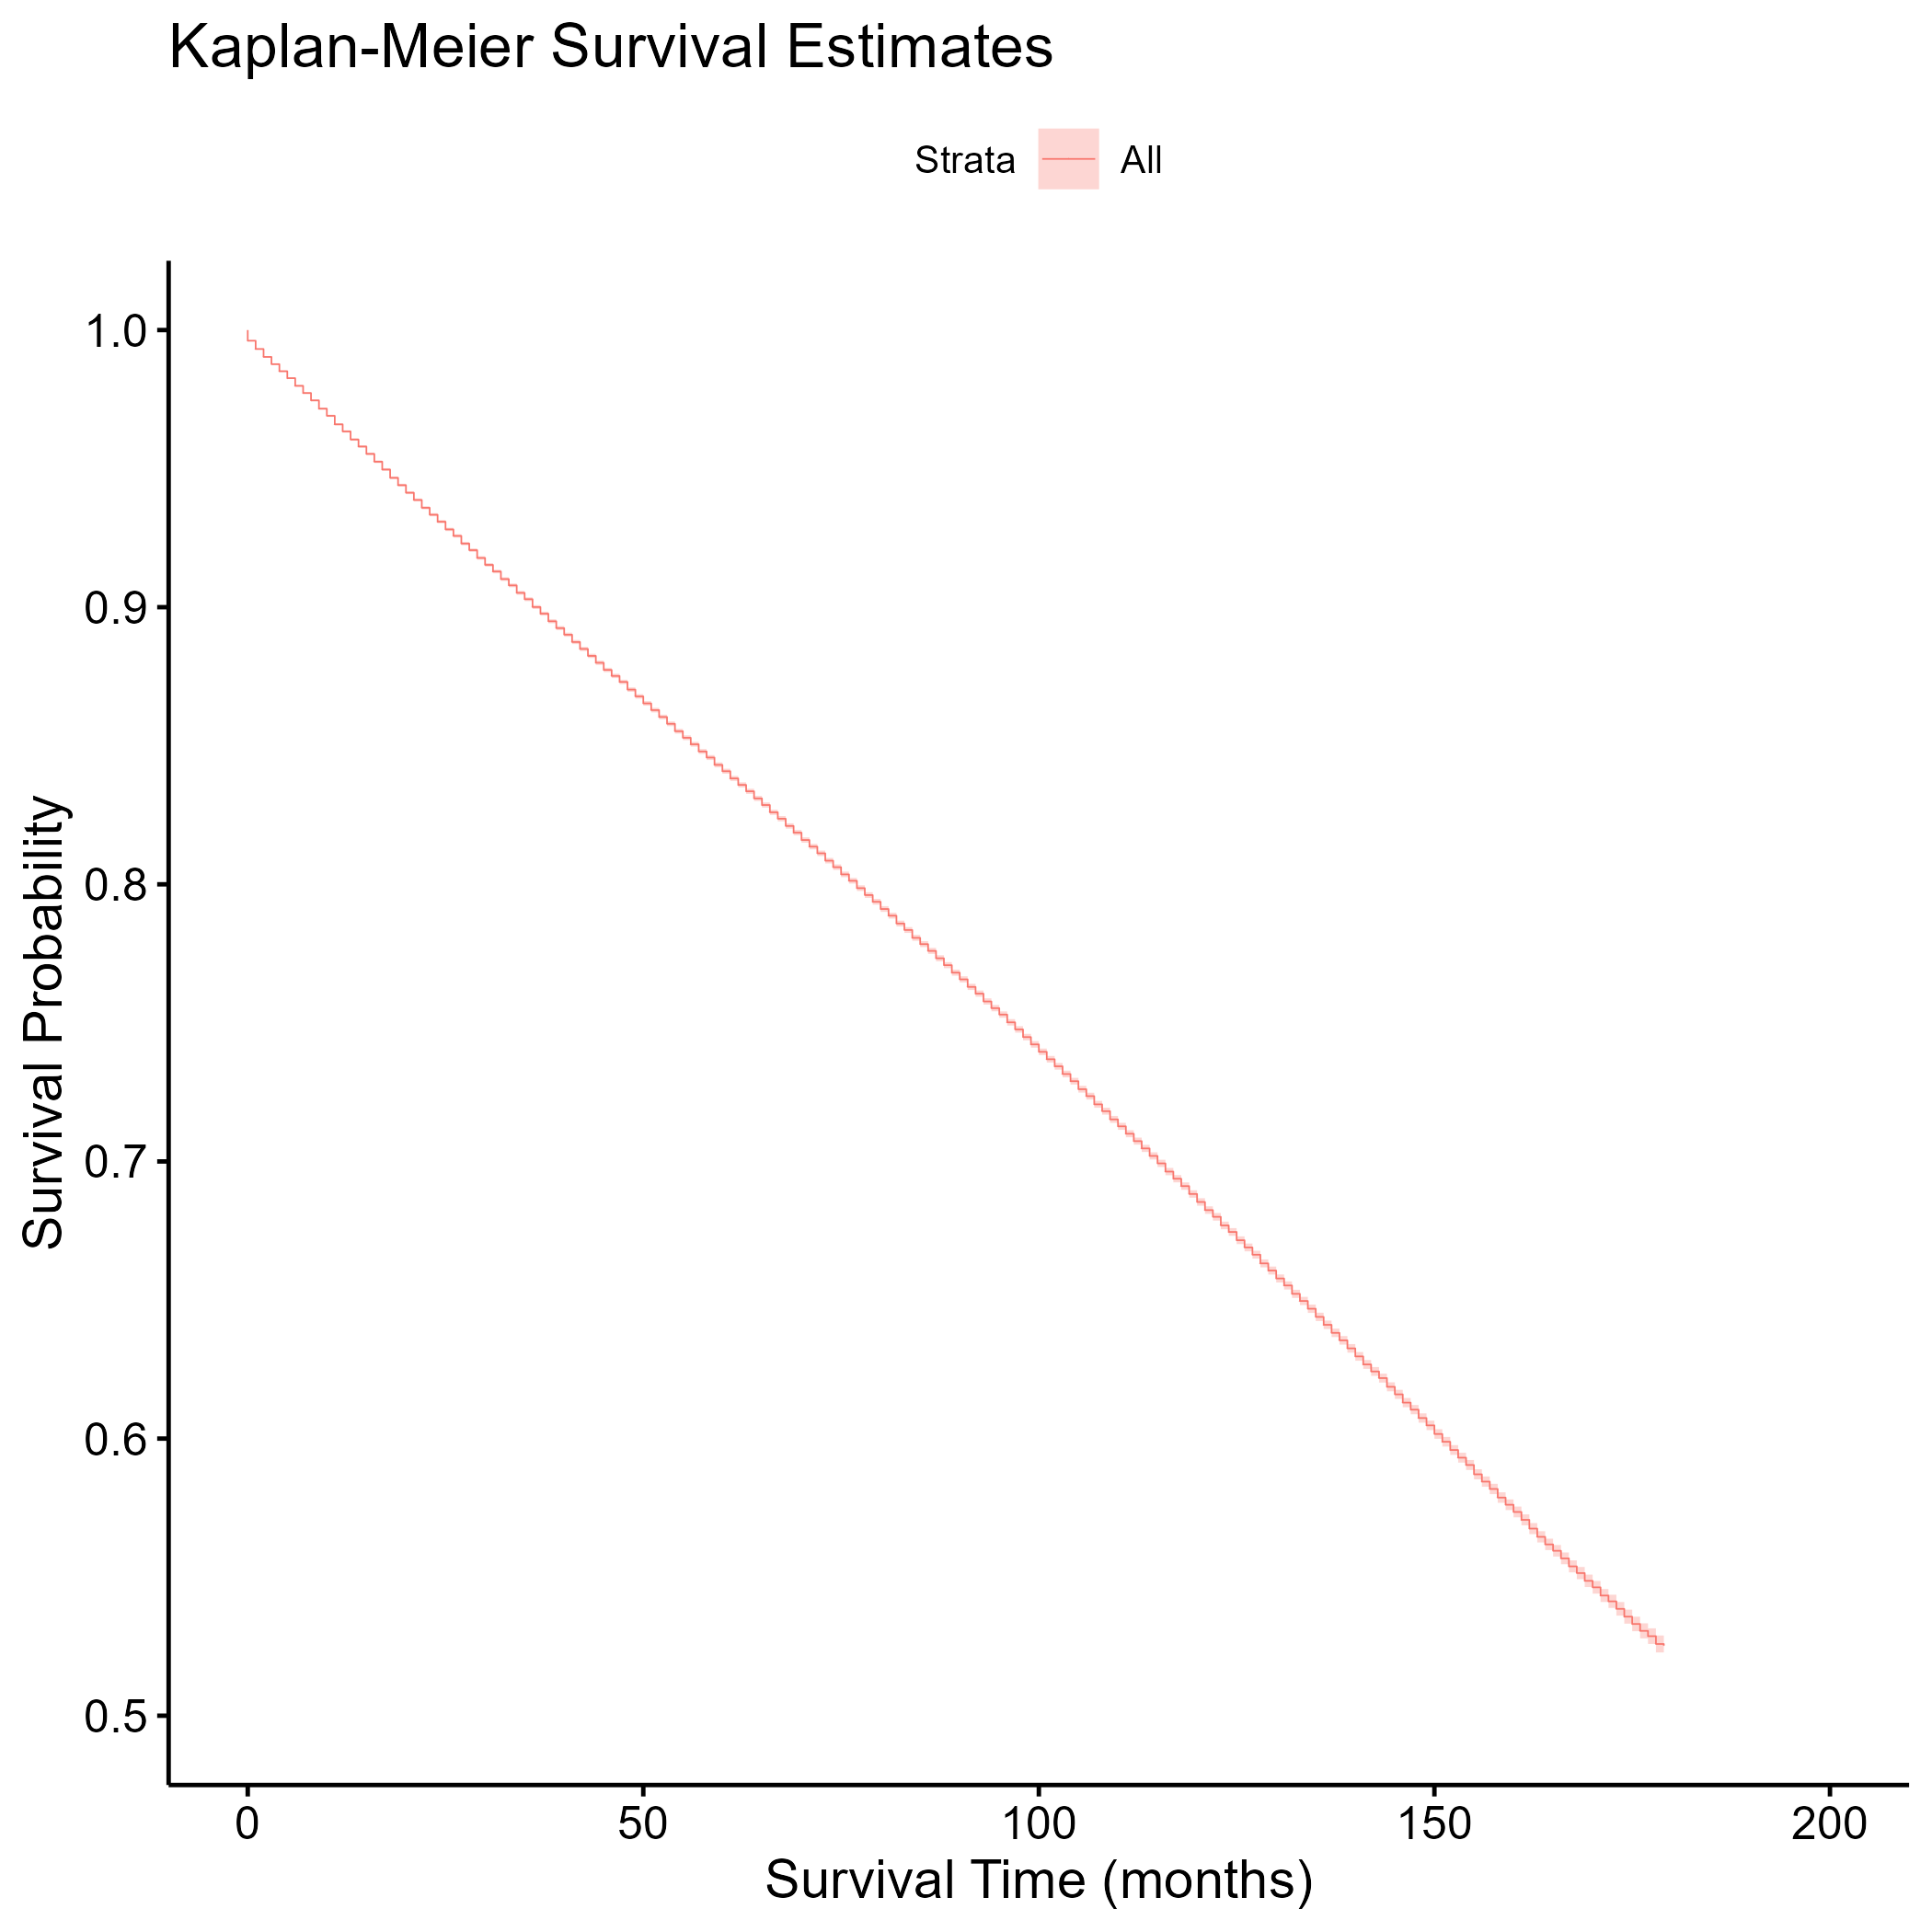 Kaplan-Meier Survival Estimates
Strata All
Survival Probability
1.0
0.9
0.8
0.7
0.6
0.5
0 50 100 150 200
Survival Time (months)